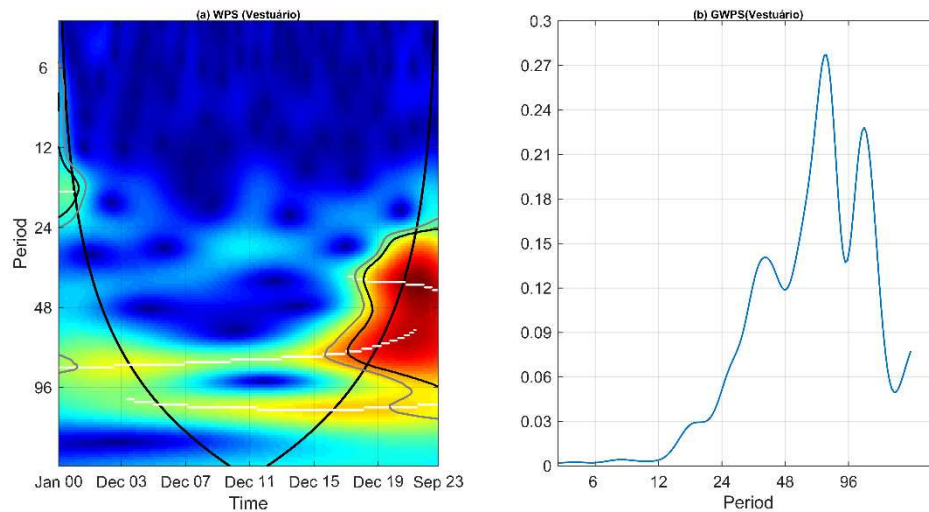 (a) WPS (Vestuário)
6
12
24
48
96
Period
Jan 00 Dec 03 Dec 07 Dec 11 Dec 15 Dec 19 Sep 23
Time
(b) GWPS(Vestuário)
0.3
0.27
0.24
0.21
0.18
0.15
0.12
0.09
0.06
0.03
0
6 12 24 48 96
Period